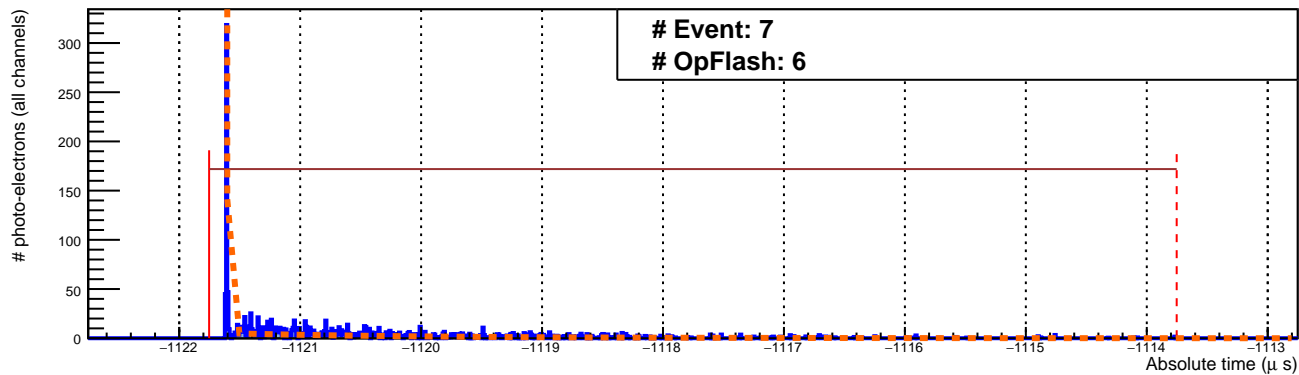 # Event: 7
# OpFlash: 6
# photo-electrons (all channels)
300
250
200
150
100
50
0
−1122 −1121 −1120 −1119 −1118 −1117 −1116 −1115 −1114 −1113
Absolute time (μ s)